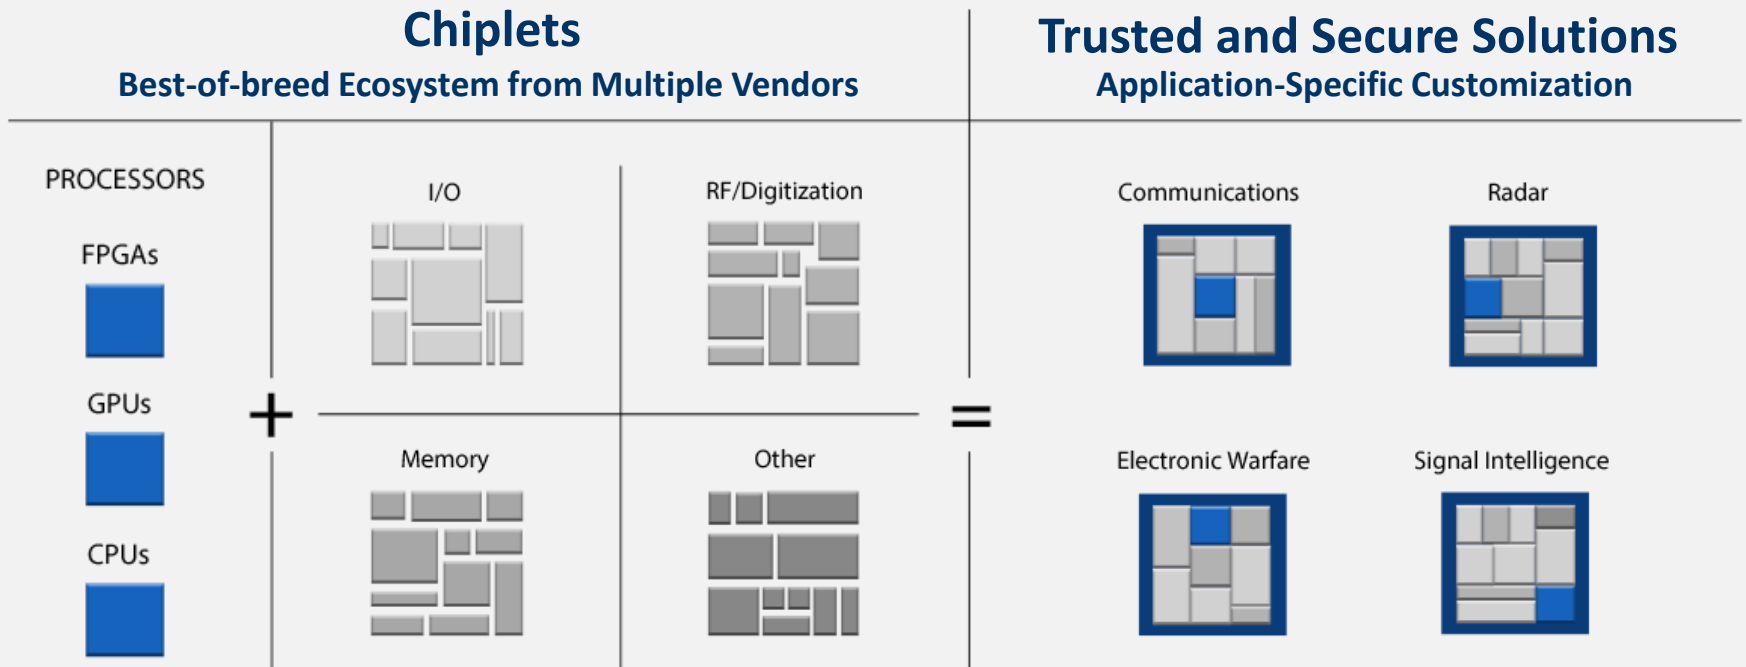 Chiplets
Best-of-breed Ecosystem from Multiple Vendors
Trusted and Secure Solutions
Application-Specific Customization
PROCESSORS
FPGAs
GPUs
CPUs
+
I/O
RF/Digitization
Memory
Other
=
Communications
Radar
Electronic Warfare
Signal Intelligence